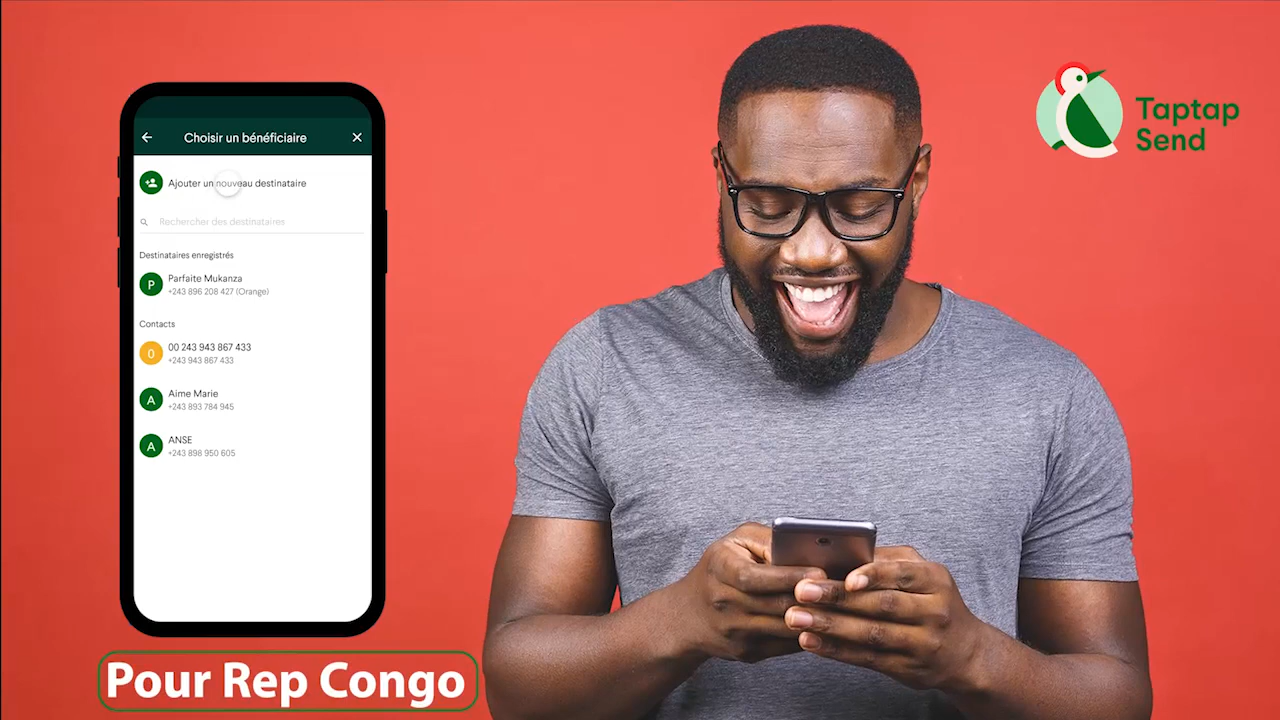 Choisir un bénéficiaire
Ajouter un nouveau destinataire
Rechercher des destinataires
Destinataires enregistrés
P
Parfaite Mukanza
+243 896 208 427 (Orange)
Contacts
0
00 243 943 867 433
+243 943 867 433
A
Aime Marie
+243 893 784 945
A
ANSE
+243 898 950 605
Pour Rep Congo
Taptap
Send